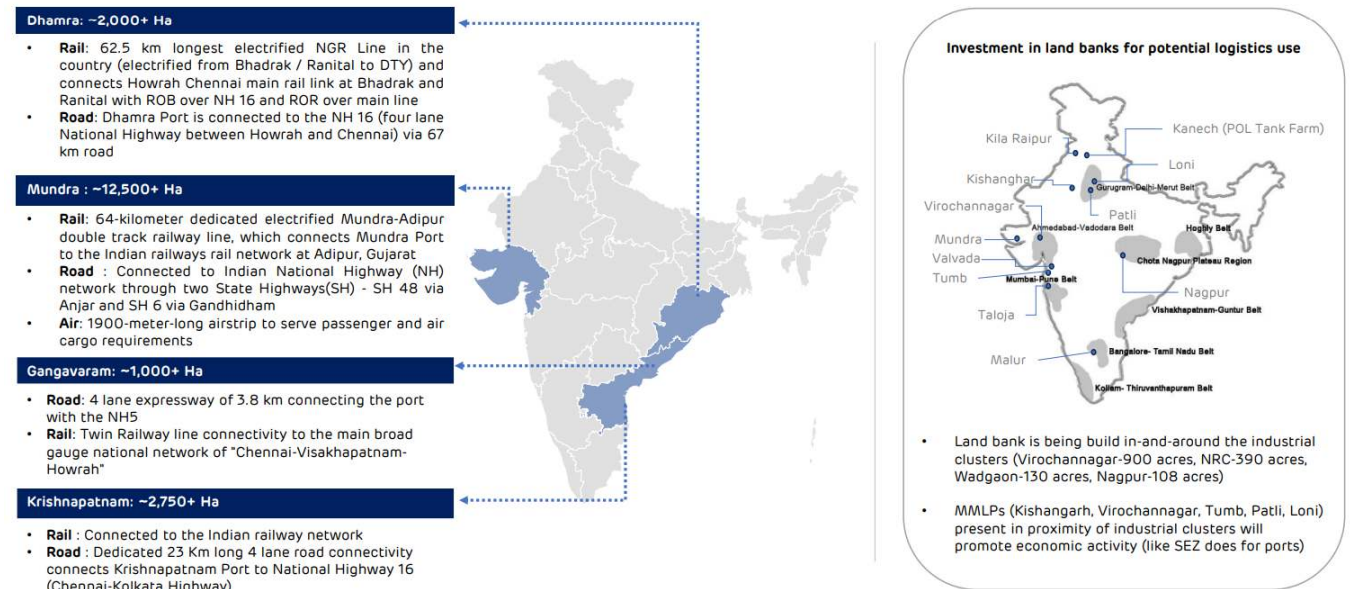 Dhamra: ~2,000+ Ha
• Rail: 62.5 km longest electrified NGR Line in the
country (electrified from Bhadrak / Ranital to DTY) and
connects Howrah Chennai main rail link at Bhadrak and
Ranital with ROB over NH 16 and ROR over main line
• Road: Dhamra Port is connected to the NH 16 (four lane
National Highway between Howrah and Chennai) via 67
km road
Mundra : ~12,500+ Ha
• Rail: 64-kilometer dedicated electrified Mundra-Adipur
double track railway line, which connects Mundra Port
to the Indian railways rail network at Adipur, Gujarat
• Road : Connected to Indian National Highway (NH)
network through two State Highways(SH) - SH 48 via
Anjar and SH 6 via Gandhidham
• Air: 1900-meter-long airstrip to serve passenger and air
cargo requirements
Gangavaram: ~1,000+ Ha
• Road: 4 lane expressway of 3.8 km connecting the port
with the NH5
• Rail: Twin Railway line connectivity to the main broad
gauge national network of "Chennai-Visakhapatnam-
Howrah"
Krishnapatnam: ~2,750+ Ha
• Rail : Connected to the Indian railway network
• Road : Dedicated 23 Km long 4 lane road connectivity
connects Krishnapatnam Port to National Highway 16
(Chennai-Kolkata Highway)
Investment in land banks for potential logistics use
Kanech (POL Tank Farm)
Kila Raipur
Loni
Kishanghar
Gurugram-Delhi-Merut Belt
Virochannagar
Patli
Ahmedabad-Vadodara Belt
Hoghly Belt
Mundra
Valvada
Chota Nagpur Plateau Region
Tumb
Mumbai-Puna Belt
Nagpur
Vishakhapatnam-Guntur Belt
Taloja
Malur
Bangalore- Tamil Nadu Belt
Kollam- Thiruvanthapuram Belt
• Land bank is being build in-and-around the industrial
clusters (Virochannagar-900 acres, NRC-390 acres,
Wadgaon-130 acres, Nagpur-108 acres)
• MMLPs (Kishangarh, Virochannagar, Tumb, Patli, Loni)
present in proximity of industrial clusters will
promote economic activity (like SEZ does for ports)